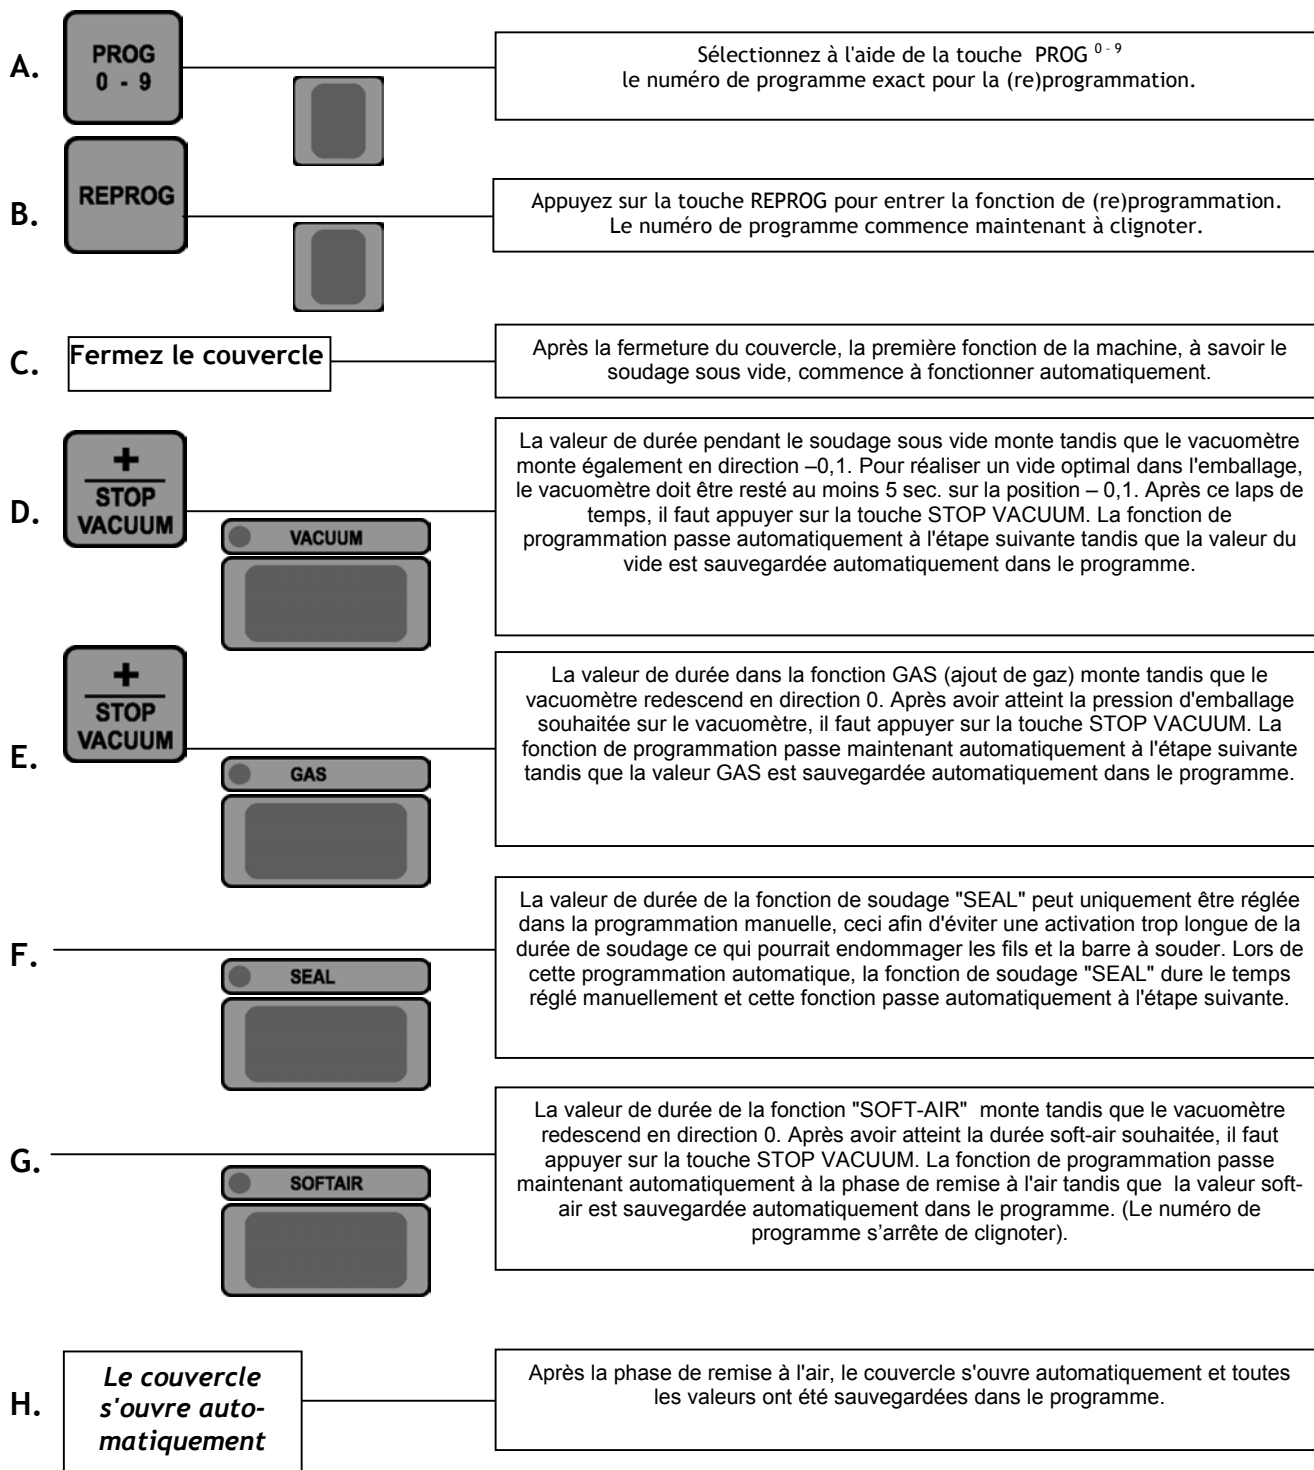 A.
PROG
0 - 9
Sélectionnez à l'aide de la touche PROG 0 - 9
le numéro de programme exact pour la (re)programmation.
B.
REPROG
Appuyez sur la touche REPROG pour entrer la fonction de (re)programmation.
Le numéro de programme commence maintenant à clignoter.
C.
Fermez le couvercle
Après la fermeture du couvercle, la première fonction de la machine, à savoir le
soudage sous vide, commence à fonctionner automatiquement.
D.
+
STOP
VACUUM
VACUUM
La valeur de durée pendant le soudage sous vide monte tandis que le vacuomètre
monte également en direction –0,1. Pour réaliser un vide optimal dans l'emballage,
le vacuomètre doit être resté au moins 5 sec. sur la position – 0,1. Après ce laps de
temps, il faut appuyer sur la touche STOP VACUUM. La fonction de
programmation passe automatiquement à l'étape suivante tandis que la valeur du
vide est sauvegardée automatiquement dans le programme.
E.
+
STOP
VACUUM
GAS
La valeur de durée dans la fonction GAS (ajout de gaz) monte tandis que le
vacuomètre redescend en direction 0. Après avoir atteint la pression d'emballage
souhaitée sur le vacuomètre, il faut appuyer sur la touche STOP VACUUM. La
fonction de programmation passe maintenant automatiquement à l'étape suivante
tandis que la valeur GAS est sauvegardée automatiquement dans le programme.
F.
SEAL
La valeur de durée de la fonction de soudage "SEAL" peut uniquement être réglée
dans la programmation manuelle, ceci afin d'éviter une activation trop longue de la
durée de soudage ce qui pourrait endommager les fils et la barre à souder. Lors de
cette programmation automatique, la fonction de soudage "SEAL" dure le temps
réglé manuellement et cette fonction passe automatiquement à l'étape suivante.
G.
SOFTAIR
La valeur de durée de la fonction "SOFT-AIR" monte tandis que le vacuomètre
redescend en direction 0. Après avoir atteint la durée soft-air souhaitée, il faut
appuyer sur la touche STOP VACUUM. La fonction de programmation passe
maintenant automatiquement à la phase de remise à l'air tandis que la valeur soft-
air est sauvegardée automatiquement dans le programme. (Le numéro de
programme s’arrête de clignoter).
H.
Le couvercle
s'ouvre auto-
matiquement
Après la phase de remise à l'air, le couvercle s'ouvre automatiquement et toutes
les valeurs ont été sauvegardées dans le programme.